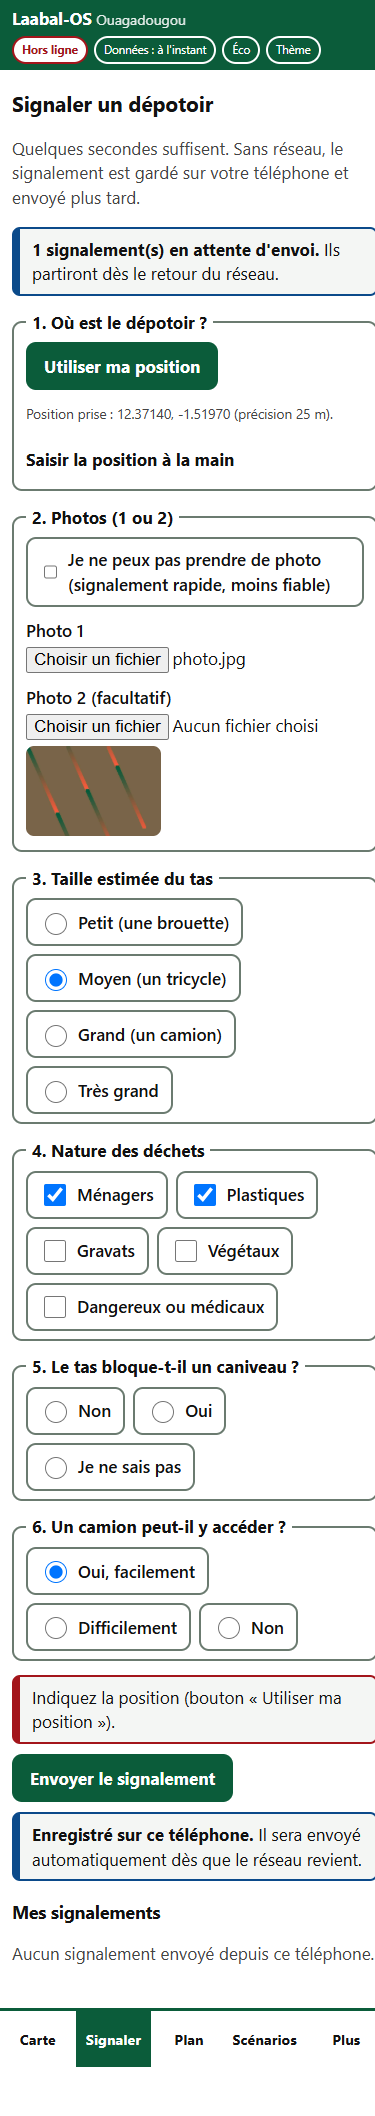 Laabal-OS Ouagadougou
Hors ligne Données : à l'instant Éco Thème
Signaler un dépotoir
Quelques secondes suffisent. Sans réseau, le
signalement est gardé sur votre téléphone et
envoyé plus tard.
1 signalement(s) en attente d'envoi. Ils
partiront dès le retour du réseau.
1. Où est le dépotoir ?
Utiliser ma position
Position prise : 12.37140, -1.51970 (précision 25 m).
Saisir la position à la main
2. Photos (1 ou 2)
Je ne peux pas prendre de photo
(signalement rapide, moins fiable)
Photo 1
Choisir un fichier photo.jpg
Photo 2 (facultatif)
Choisir un fichier Aucun fichier choisi
3. Taille estimée du tas
Petit (une brouette)
Moyen (un tricycle)
Grand (un camion)
Très grand
4. Nature des déchets
Ménagers Plastiques
Gravats Végétaux
Dangereux ou médicaux
5. Le tas bloque-t-il un caniveau ?
Non Oui
Je ne sais pas
6. Un camion peut-il y accéder ?
Oui, facilement
Difficilement Non
Indiquez la position (bouton « Utiliser ma
position »).
Envoyer le signalement
Enregistré sur ce téléphone. Il sera envoyé
automatiquement dès que le réseau revient.
Mes signalements
Aucun signalement envoyé depuis ce téléphone.
Carte Signaler Plan Scénarios Plus